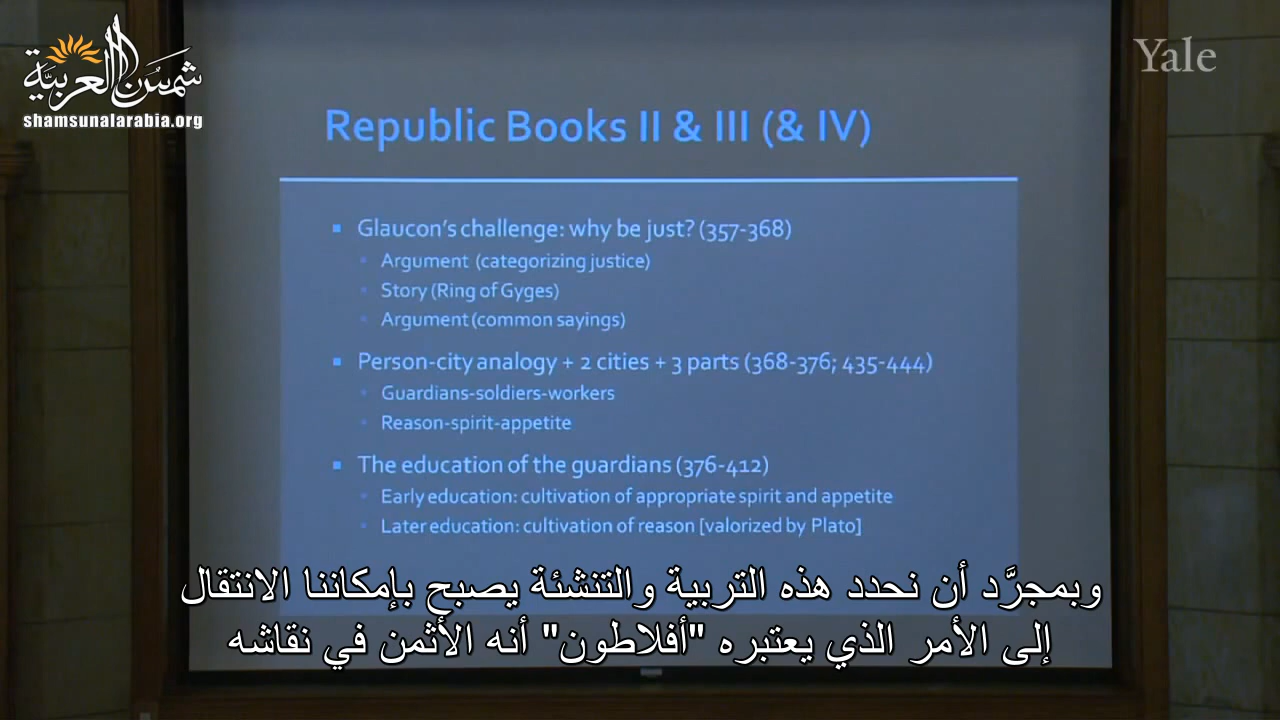 شمسُ العربيَّة
shamsunalarabia.org
Yale
Republic Books II & III (& IV)
Glaucon's challenge: why be just? (357-368)
Argument (categorizing justice)
Story (Ring of Gyges)
Argument (common sayings)
Person-city analogy + 2 cities + 3 parts (368-376; 435-444)
Guardians-soldiers-workers
Reason-spirit-appetite
The education of the guardians (376-412)
Early education: cultivation of appropriate spirit and appetite
Later education: cultivation of reason [valorized by Plato]
وبمجرَّد أن نحدد هذه التربية والتنشئة يصبح بإمكاننا الانتقال
إلى الأمر الذي يعتبره "أفلاطون" أنه الأثمن في نقاشه